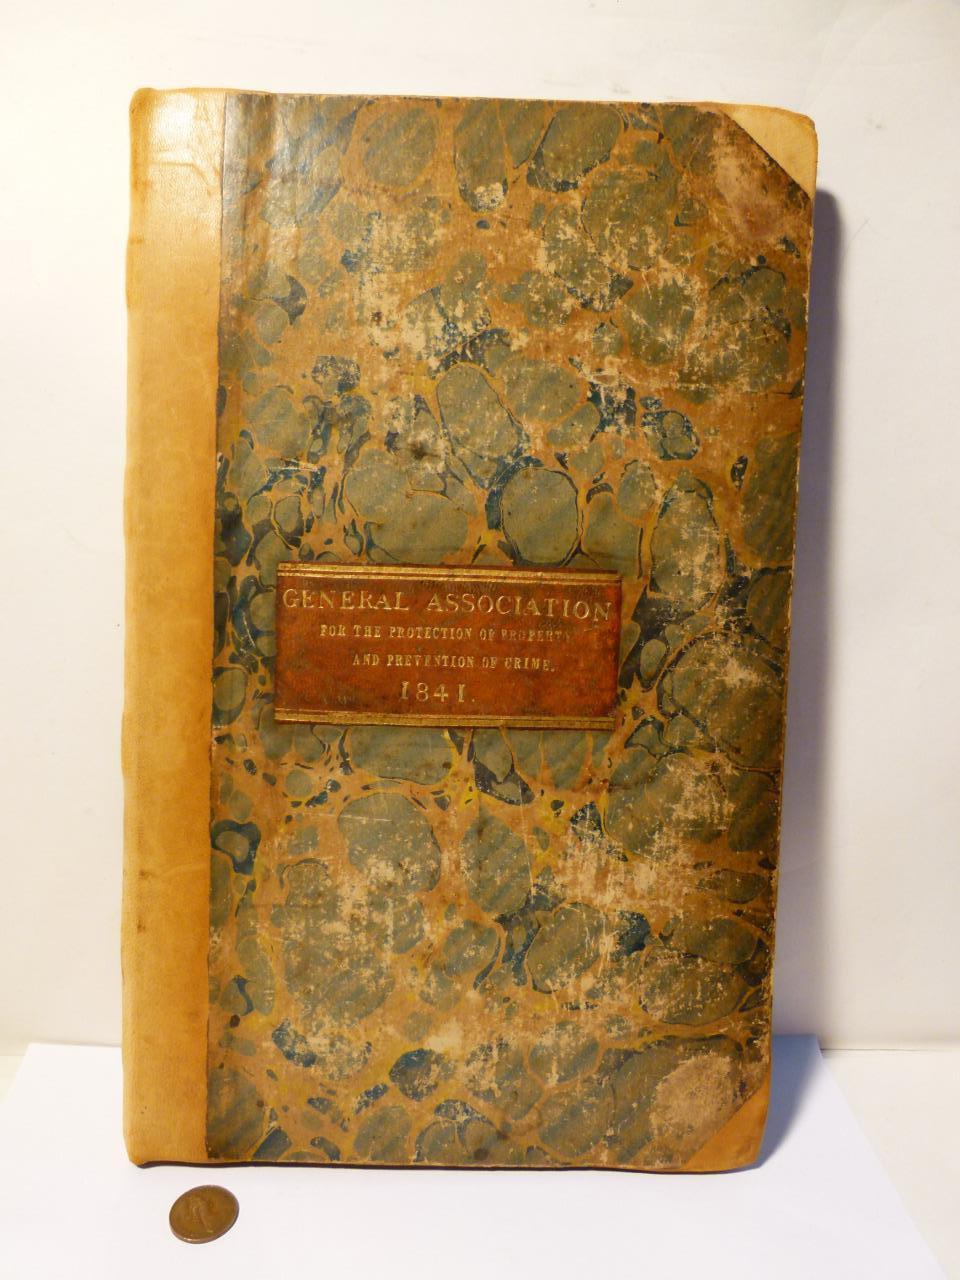 GENERAL ASSOCIATION
FOR THE PROTECTION OF PROPERTY
AND PREVENTION OF CRIME.
1841.